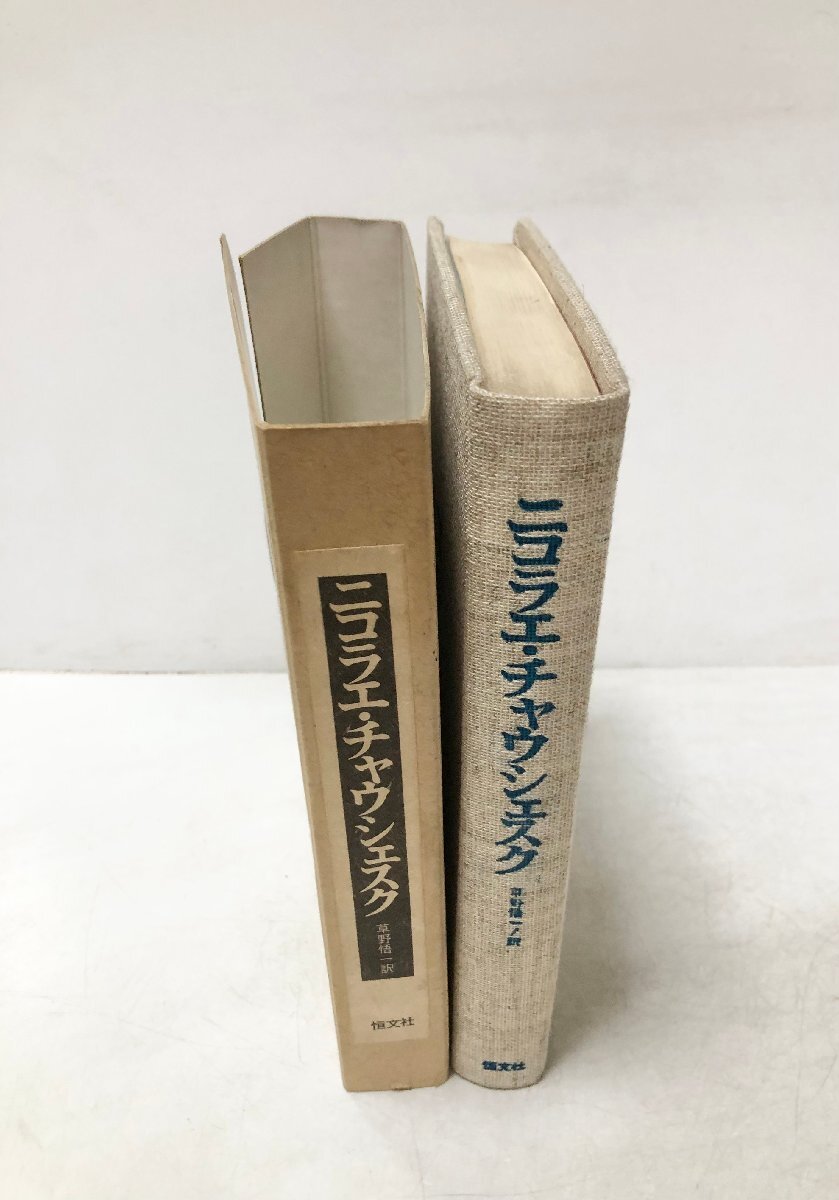 ニコラエ・チャウシェスク
草野悟一訳
恒文社
ニコラエ・チャウシェスク
草野悟一/訳
恒文社